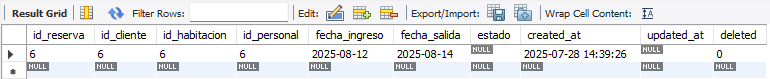 Result Grid Filter Rows: Edit: Export/Import: Wrap Cell Content:
id_reserva id_cliente id_habitacion id_personal fecha_ingreso fecha_salida estado created_at updated_at deleted
6 6 6 6 2025-08-12 2025-08-14 NULL 2025-07-28 14:39:26 NULL 0
NULL NULL NULL NULL NULL NULL NULL NULL NULL NULL